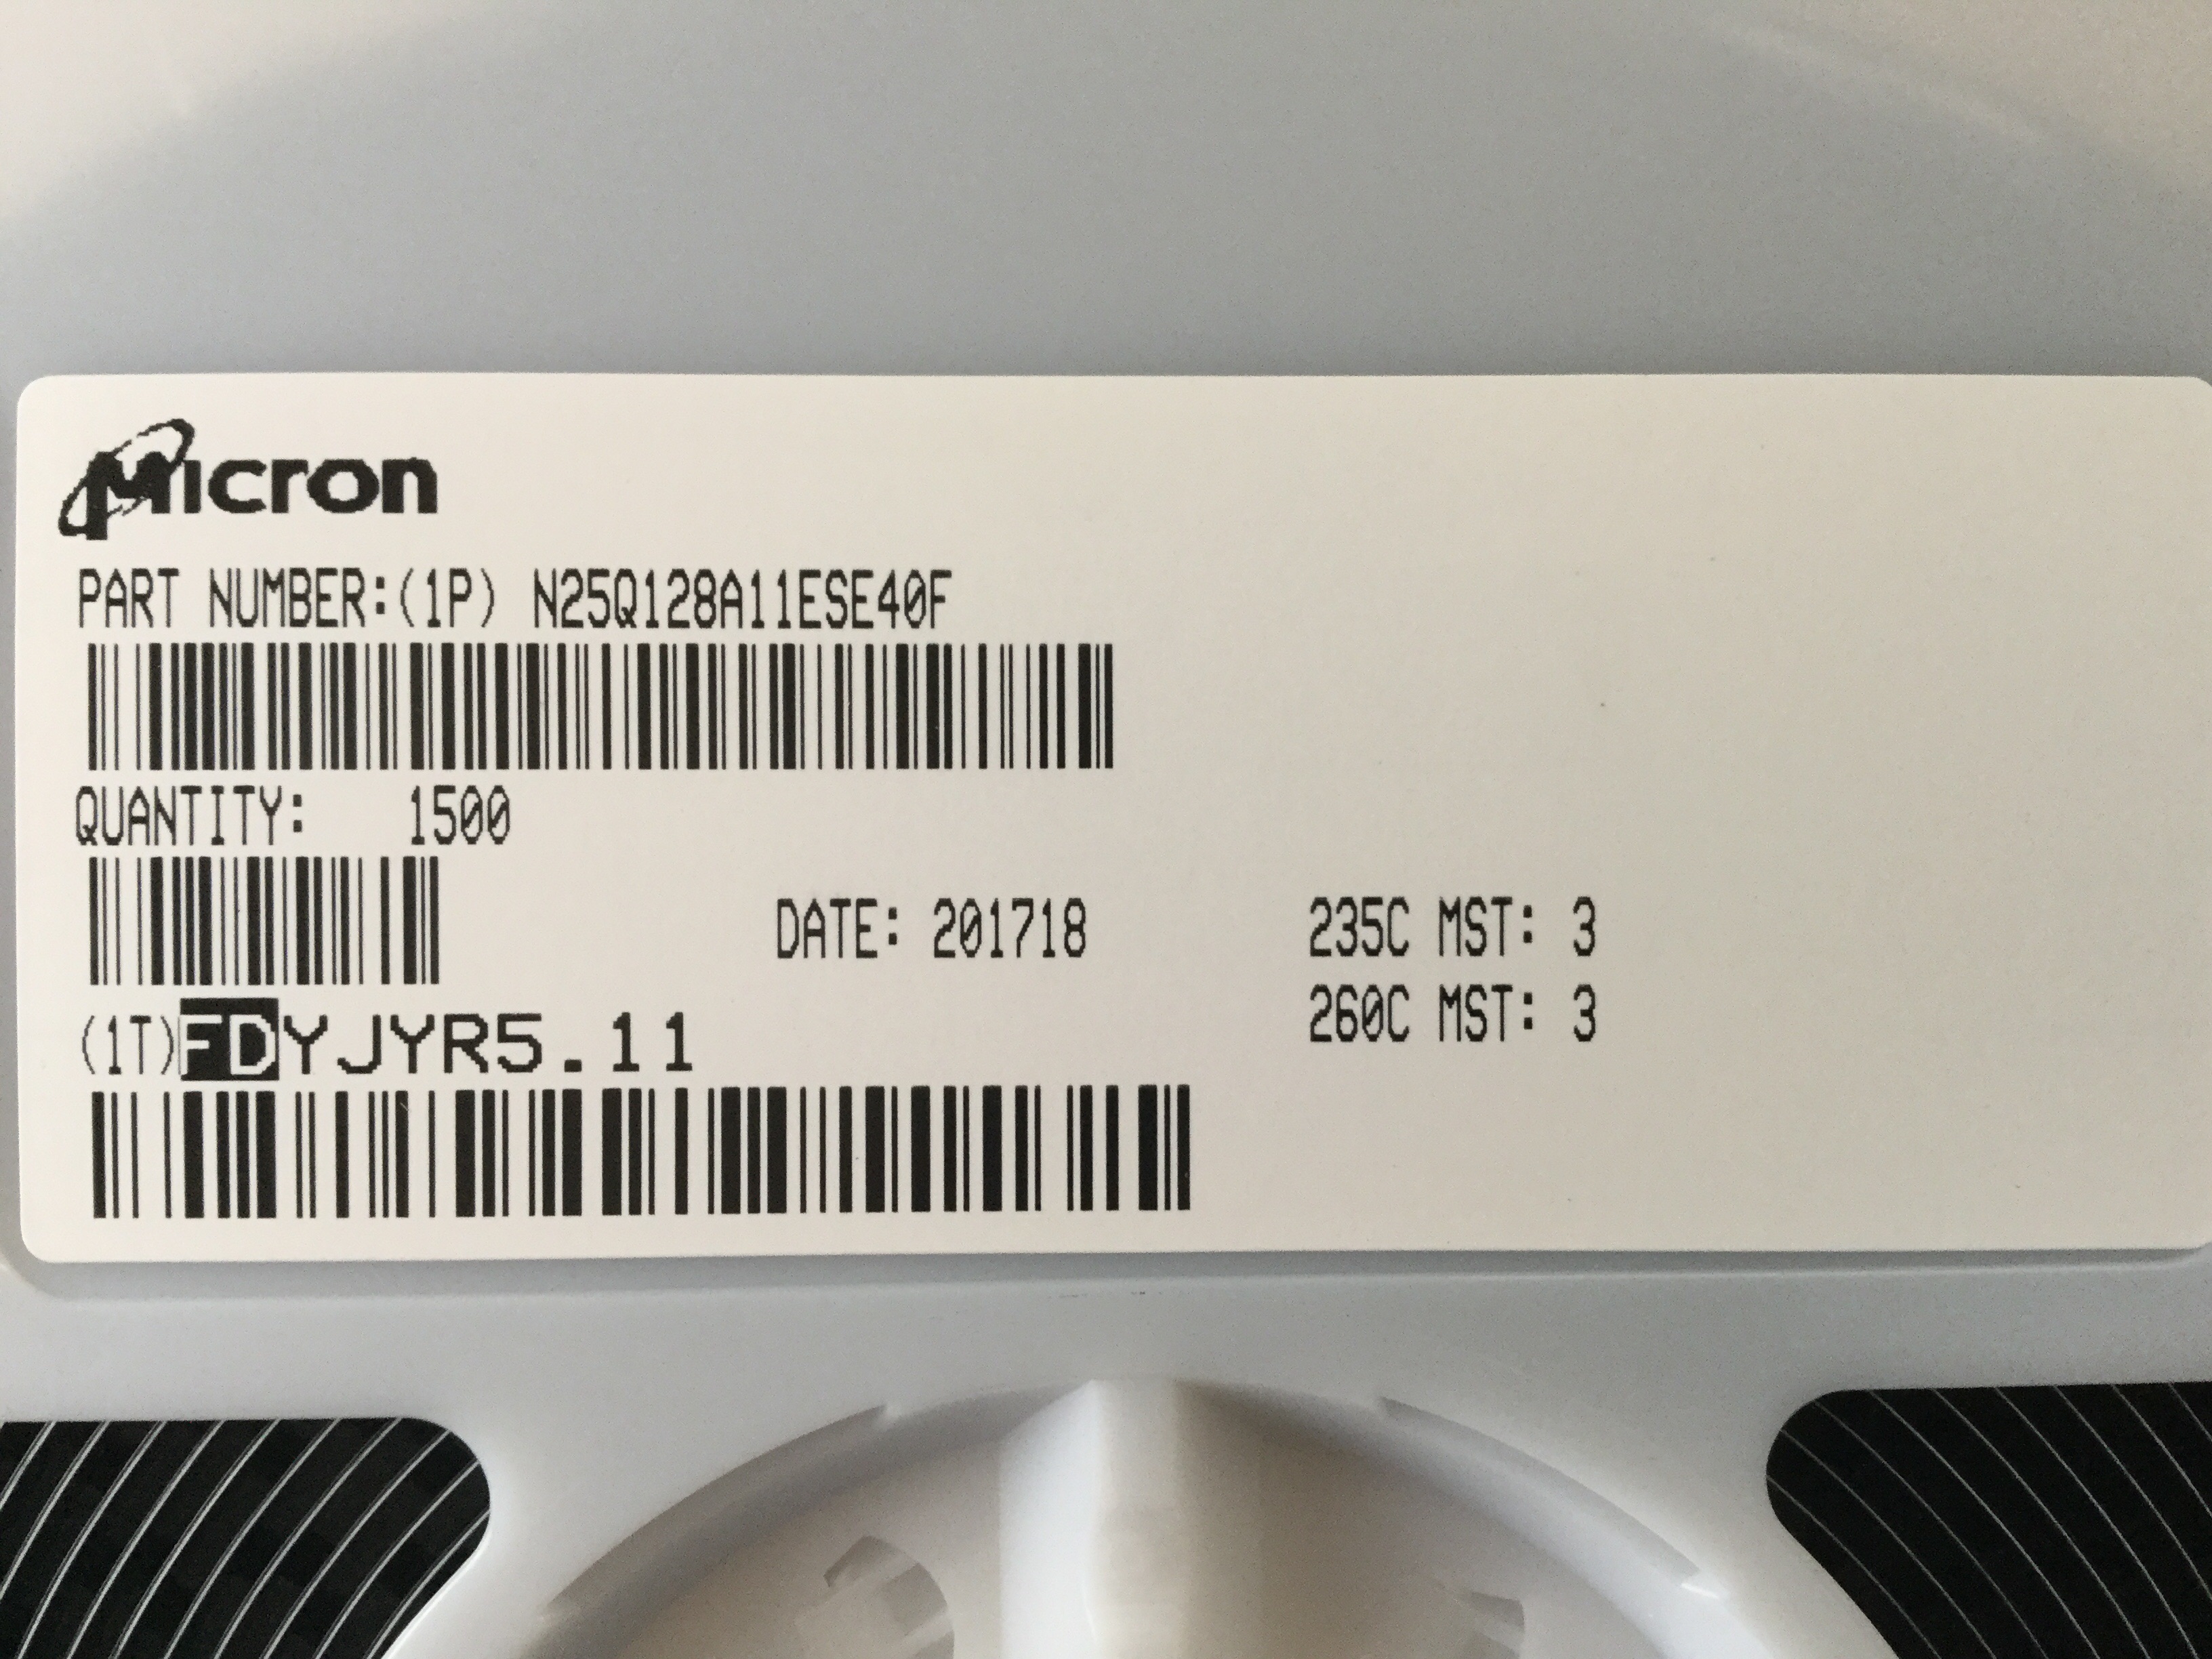 Micron
PART NUMBER:(1P) N25Q128A11ESE40F
QUANTITY: 1500
DATE: 201718
235C MST: 3
260C MST: 3
(1T)FDYJYR5.11